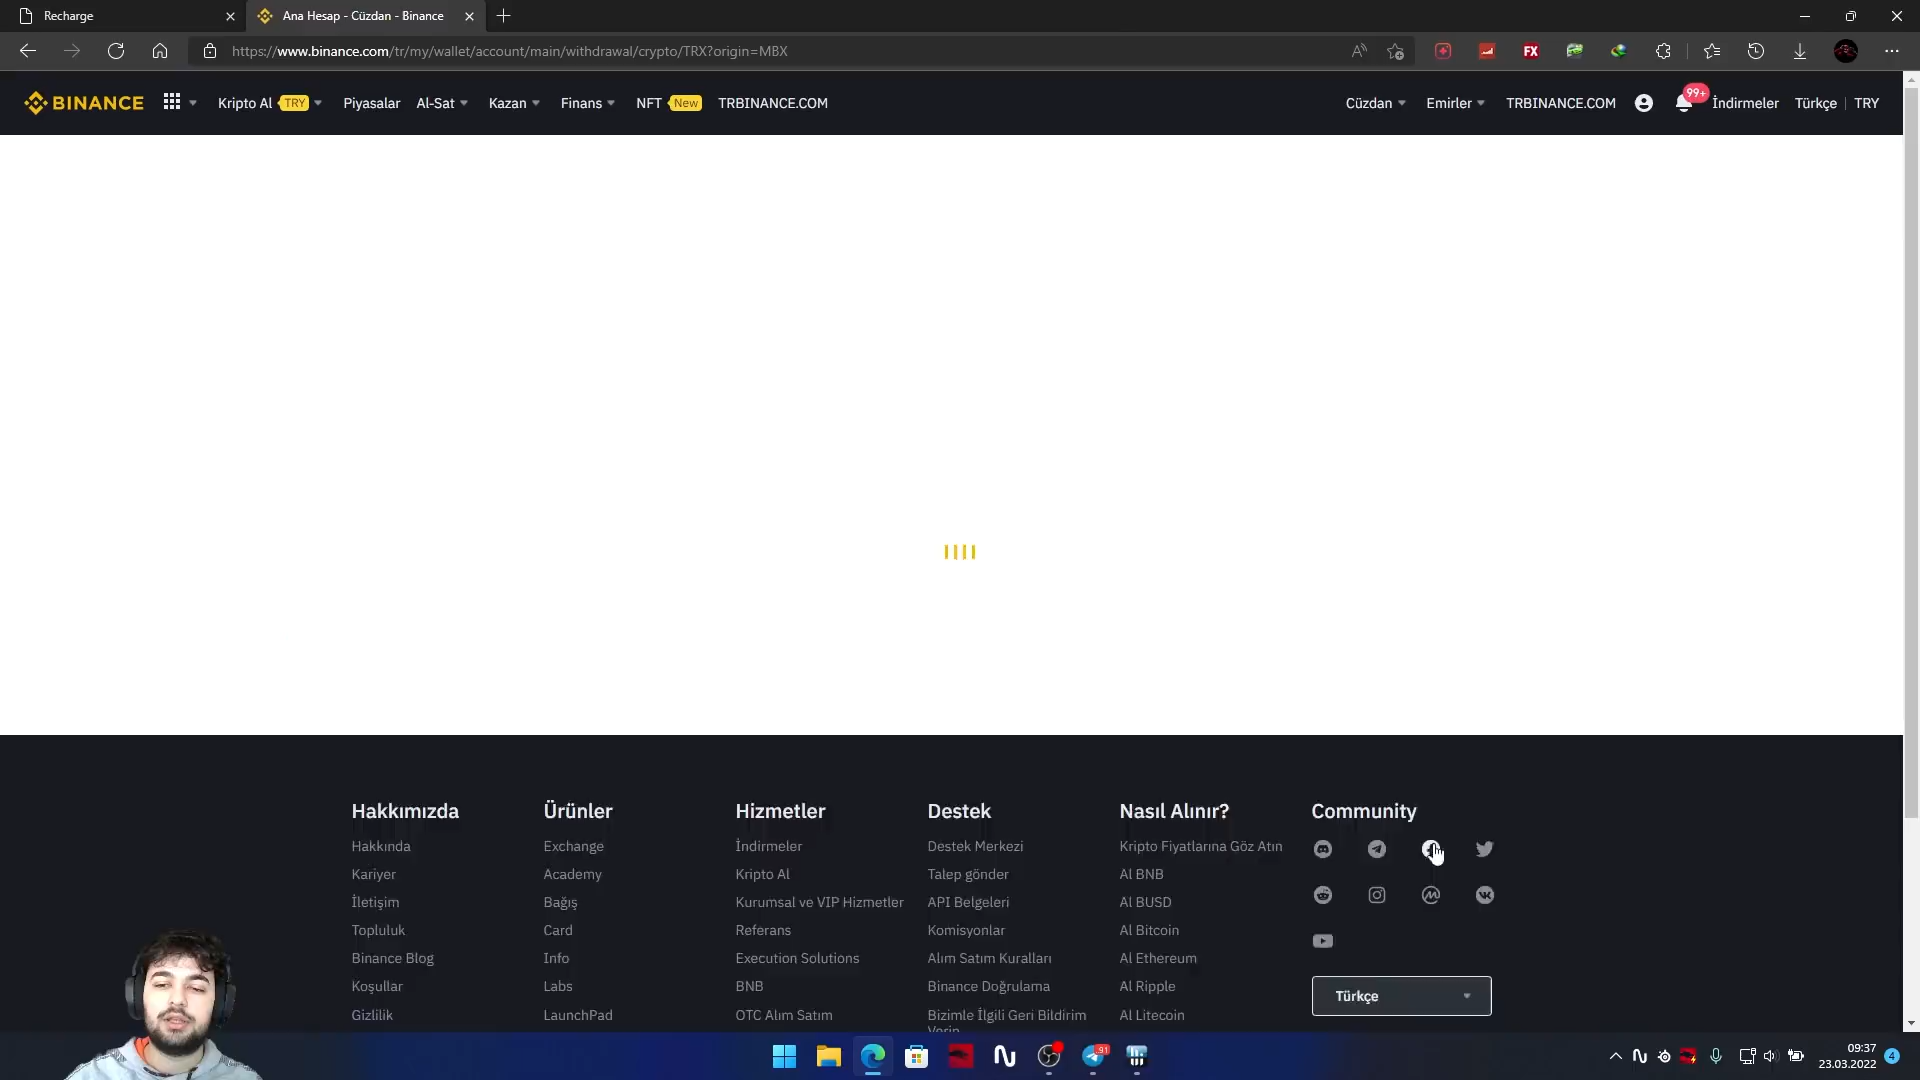 Recharge
Ana Hesap - Cüzdan - Binance
https://www.binance.com/tr/my/wallet/account/main/withdrawal/crypto/TRX?origin=MBX
FX
BINANCE
Kripto Al TRY
Piyasalar
Al-Sat
Kazan
Finans
NFT New
TRBINANCE.COM
Cüzdan
Emirler
TRBINANCE.COM
99+
İndirmeler
Türkçe
TRY
Hakkımızda
Hakkında
Kariyer
İletişim
Topluluk
Binance Blog
Koşullar
Gizlilik
Ürünler
Exchange
Academy
Bağış
Card
Info
Labs
LaunchPad
Hizmetler
İndirmeler
Kripto Al
Kurumsal ve VIP Hizmetler
Referans
Execution Solutions
BNB
OTC Alım Satım
Destek
Destek Merkezi
Talep gönder
API Belgeleri
Komisyonlar
Alım Satım Kuralları
Binance Doğrulama
Bizimle İlgili Geri Bildirim
Verin
Nasıl Alınır?
Kripto Fiyatlarına Göz Atın
Al BNB
Al BUSD
Al Bitcoin
Al Ethereum
Al Ripple
Al Litecoin
Community
Türkçe
91
09:37
23.03.2022
4